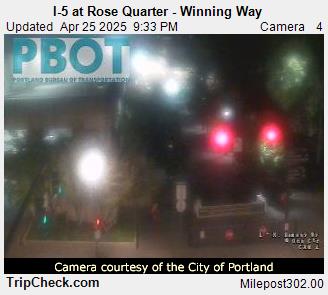 I-5 at Rose Quarter - Winning Way
Updated Apr 25 2025 9:33 PM Camera 4
PBOT
PORTLAND BUREAU OF TRANSPORTATION
Camera courtesy of the City of Portland
TripCheck.com Milepost302.00